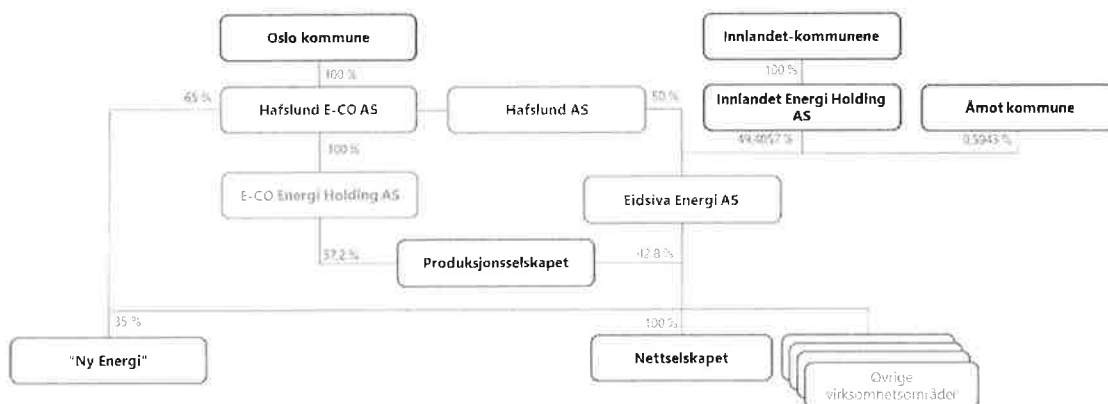 Oslo kommune
Innlandet-kommunene
100 %
100 %
65 %
Hafslund E-CO AS
Hafslund AS
50 %
Innlandet Energi Holding
AS
Åmot kommune
49,4057 %
0,5943 %
100 %
E-CO Energi Holding AS
Eidsiva Energi AS
57,2 %
Produksjonsselskapet
42,8 %
35 %
100 %
"Ny Energi"
Nettselskapet
Øvrige
virksomhetsområder